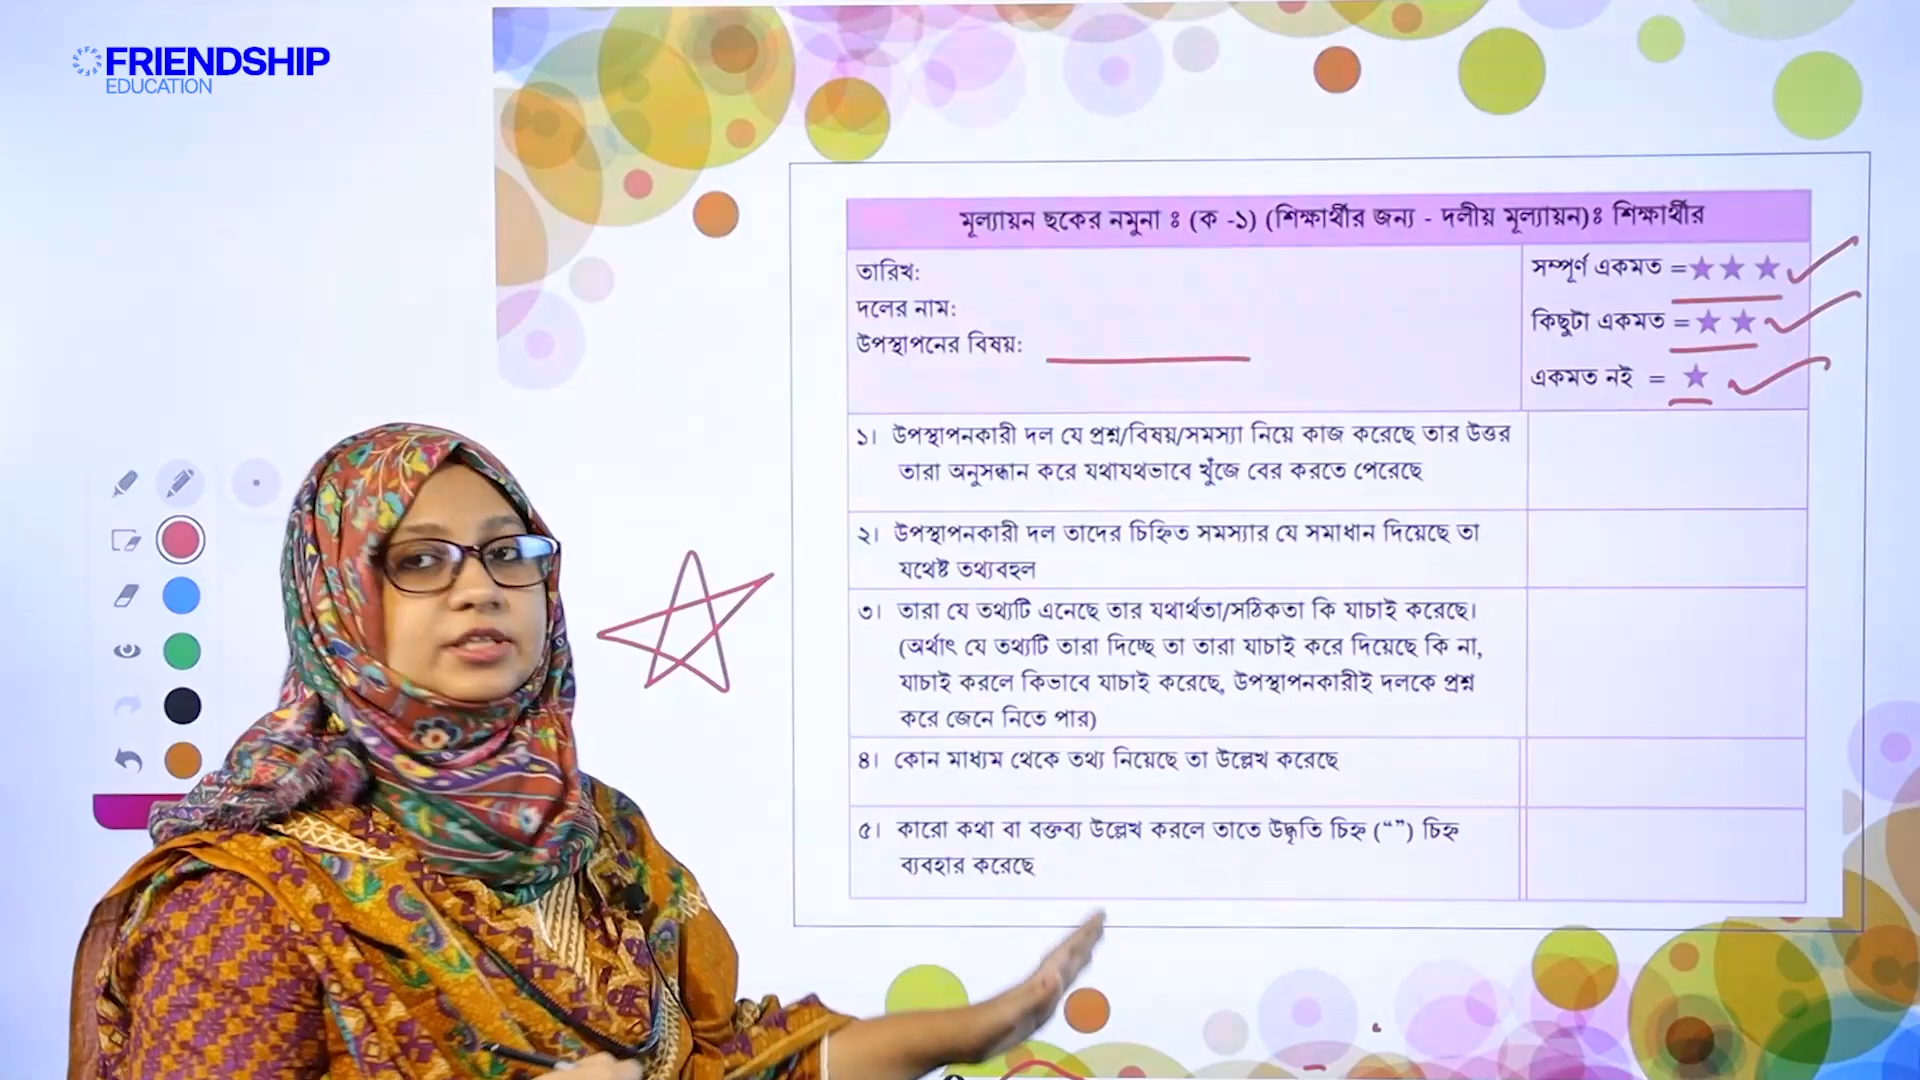 FRIENDSHIP
EDUCATION
মূল্যায়ন ছকের নমুনা ঃ (ক -১) (শিক্ষার্থীর জন্য - দলীয় মূল্যায়ন)ঃ শিক্ষার্থীর
তারিখ:
দলের নাম:
উপস্থাপনের বিষয়:
সম্পূর্ণ একমত =★★★
কিছুটা একমত =★★
একমত নই = ★
১। উপস্থাপনকারী দল যে প্রশ্ন/বিষয়/সমস্যা নিয়ে কাজ করেছে তার উত্তর
তারা অনুসন্ধান করে যথাযথভাবে খুঁজে বের করতে পেরেছে
২। উপস্থাপনকারী দল তাদের চিহ্নিত সমস্যার যে সমাধান দিয়েছে তা
যথেষ্ট তথ্যবহুল
৩। তারা যে তথ্যটি এনেছে তার যথার্থতা/সঠিকতা কি যাচাই করেছে।
(অর্থাৎ যে তথ্যটি তারা দিচ্ছে তা তারা যাচাই করে দিয়েছে কি না,
যাচাই করলে কিভাবে যাচাই করেছে, উপস্থাপনকারীই দলকে প্রশ্ন
করে জেনে নিতে পার)
৪। কোন মাধ্যম থেকে তথ্য নিয়েছে তা উল্লেখ করেছে
৫। কারো কথা বা বক্তব্য উল্লেখ করলে তাতে উদ্ধৃতি চিহ্ন (“”) চিহ্ন
ব্যবহার করেছে